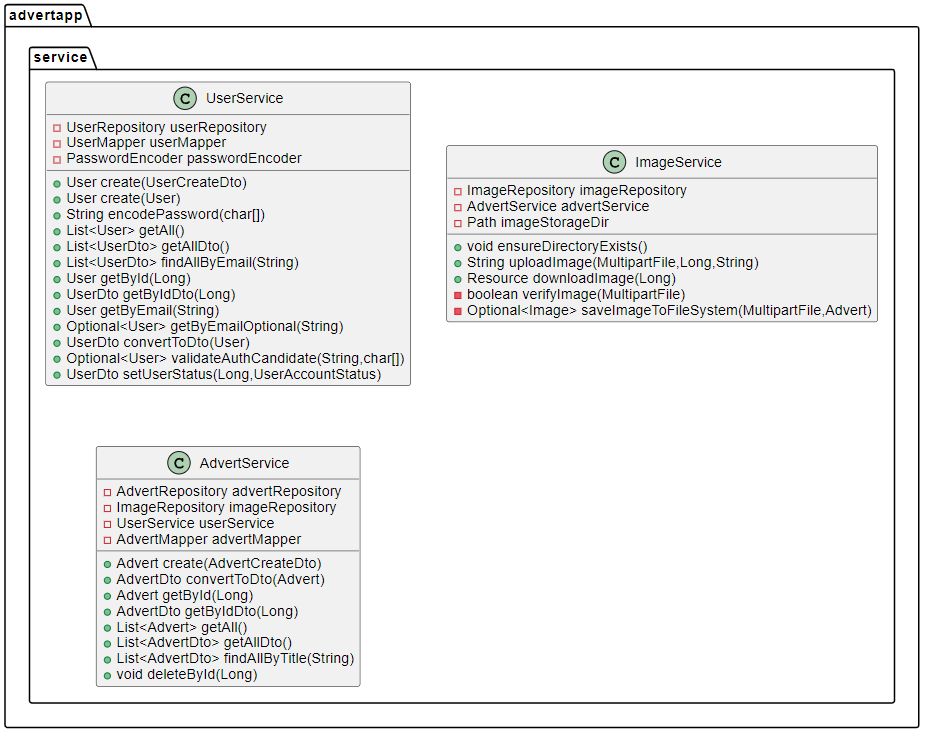 advertapp
service
C UserService
UserRepository userRepository
UserMapper userMapper
PasswordEncoder passwordEncoder
User create(UserCreateDto)
User create(User)
String encodePassword(char[])
List<User> getAll()
List<UserDto> getAllDto()
List<UserDto> findAllByEmail(String)
User getById(Long)
UserDto getByIdDto(Long)
User getByEmail(String)
Optional<User> getByEmailOptional(String)
UserDto convertToDto(User)
Optional<User> validateAuthCandidate(String,char[])
UserDto setUserStatus(Long,UserAccountStatus)
C ImageService
ImageRepository imageRepository
AdvertService advertService
Path imageStorageDir
void ensureDirectoryExists()
String uploadImage(MultipartFile,Long,String)
Resource downloadImage(Long)
boolean verifyImage(MultipartFile)
Optional<Image> saveImageToFileSystem(MultipartFile,Advert)
C AdvertService
AdvertRepository advertRepository
ImageRepository imageRepository
UserService userService
AdvertMapper advertMapper
Advert create(AdvertCreateDto)
AdvertDto convertToDto(Advert)
Advert getById(Long)
AdvertDto getByIdDto(Long)
List<Advert> getAll()
List<AdvertDto> getAllDto()
List<AdvertDto> findAllByTitle(String)
void deleteById(Long)